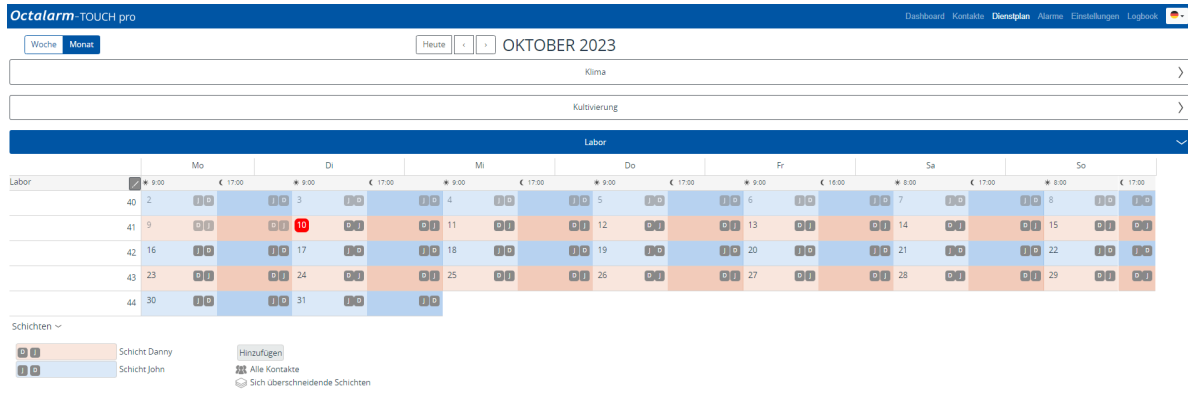 Octalarm-TOUCH pro Dashboard Kontakte Dienstplan Alarme Einstellungen Logbook
Woche Monat Heute ‹ › OKTOBER 2023
Klima
Kultivierung
Labor
Mo Di Mi Do Fr Sa So
Labor 9:00 17:00 9:00 17:00 9:00 17:00 9:00 17:00 9:00 16:00 8:00 17:00 8:00 17:00
40 2 J D J D 3 J D J D 4 J D J D 5 J D J D 6 J D J D 7 J D J D 8 J D J D
41 9 D J D J 10 D J D J 11 D J D J 12 D J D J 13 D J D J 14 D J D J 15 D J D J
42 16 J D J D 17 J D J D 18 J D J D 19 J D J D 20 J D J D 21 J D J D 22 J D J D
43 23 D J D J 24 D J D J 25 D J D J 26 D J D J 27 D J D J 28 D J D J 29 D J D J
44 30 J D J D 31 J D J D
Schichten
D J Schicht Danny Hinzufügen
J D Schicht John Alle Kontakte
Sich überschneidende Schichten